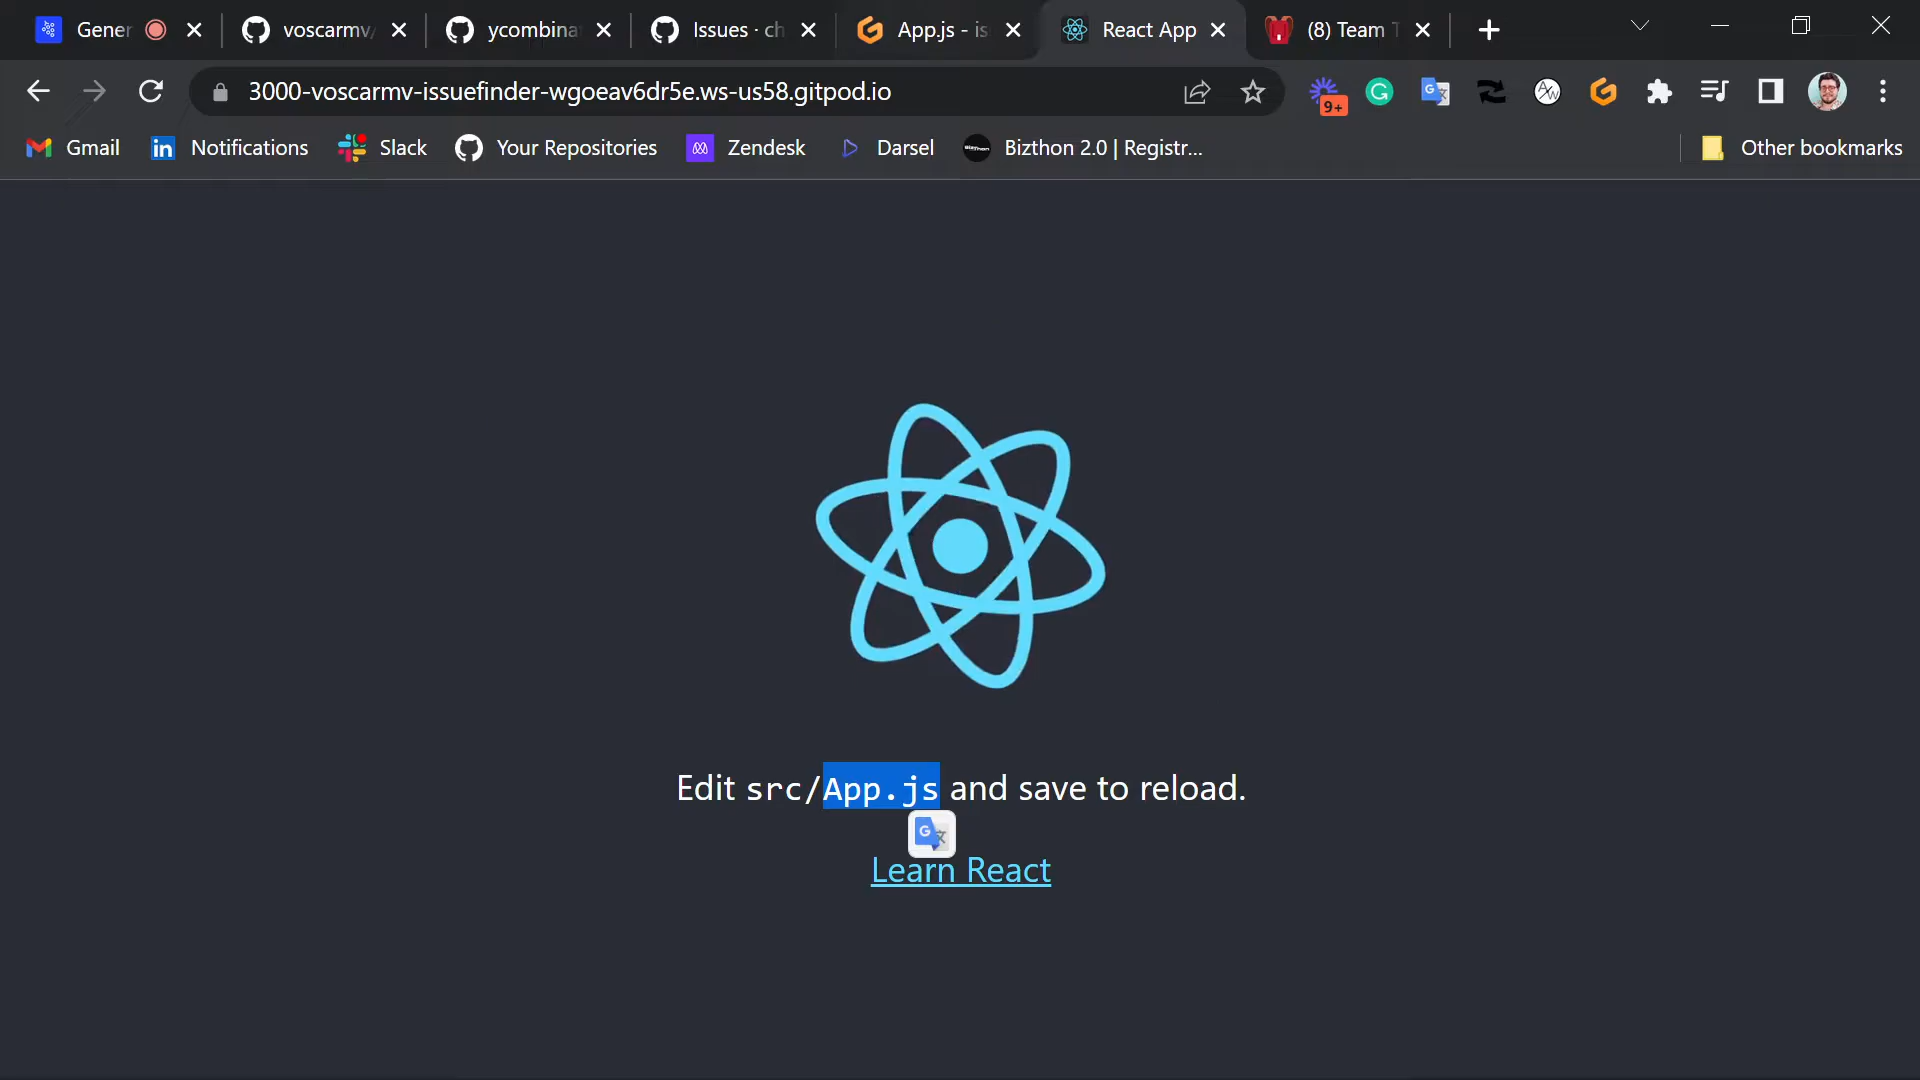 Gener
voscarmv/
ycombina
Issues · ch
App.js - is
React App
(8) Team T
3000-voscarmv-issuefinder-wgoeav6dr5e.ws-us58.gitpod.io
9+
Gmail
Notifications
Slack
Your Repositories
Zendesk
Darsel
Bizthon 2.0 | Registr...
Other bookmarks
Edit src/App.js and save to reload.
Learn React